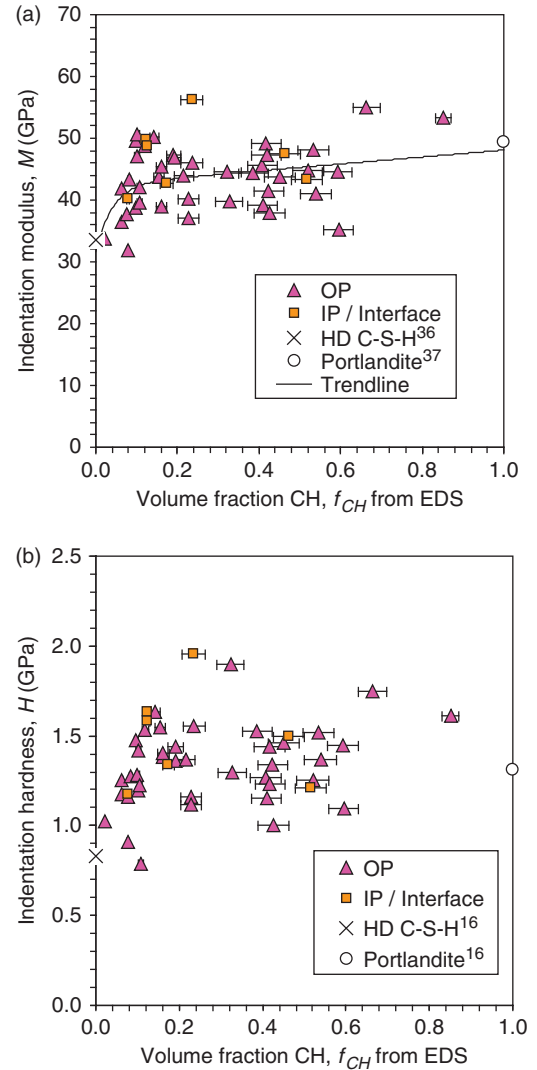 (a)
70
60
50
40
30
20
10
0
Indentation modulus, M (GPa)
OP
IP / Interface
HD C-S-H36
Portlandite37
Trendline
0.0 0.2 0.4 0.6 0.8 1.0
Volume fraction CH, fCH from EDS
(b)
2.5
2.0
1.5
1.0
0.5
0.0
Indentation hardness, H (GPa)
OP
IP / Interface
HD C-S-H16
Portlandite16
0.0 0.2 0.4 0.6 0.8 1.0
Volume fraction CH, fCH from EDS